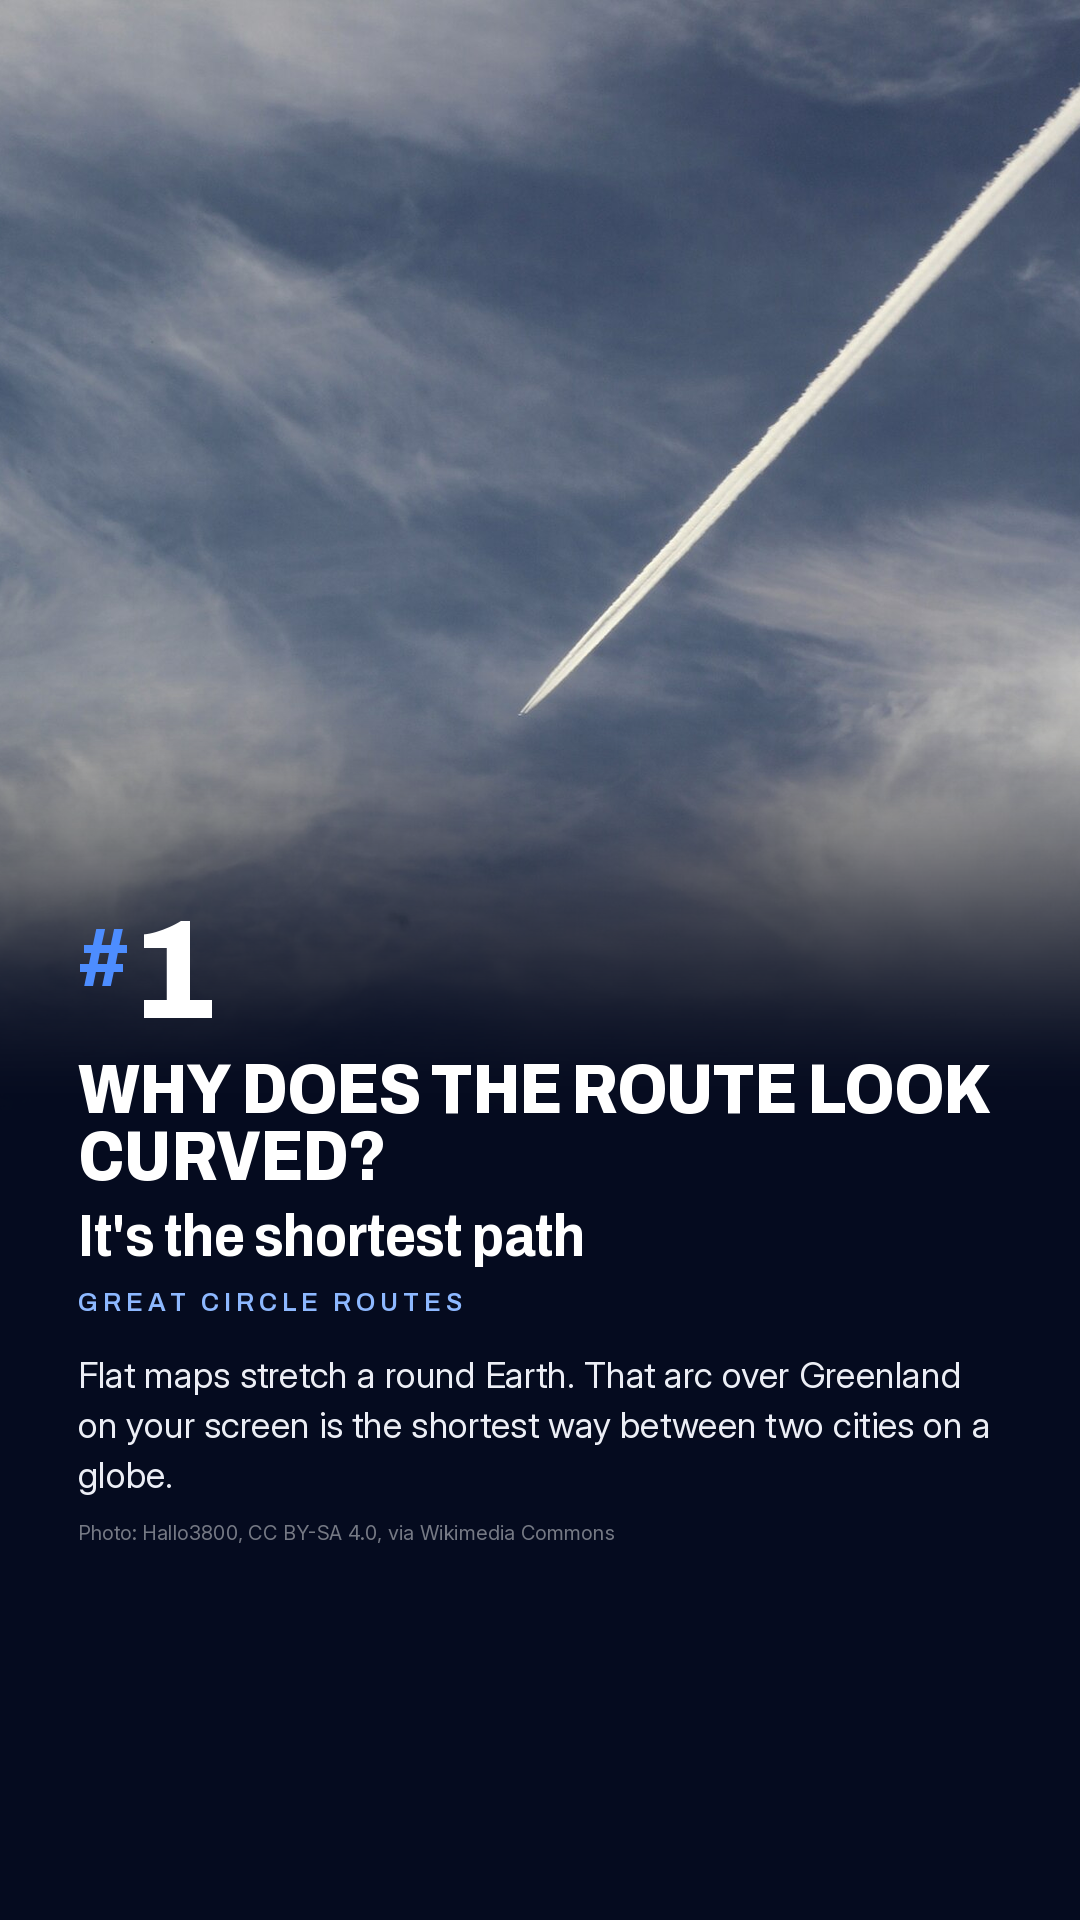 #1
WHY DOES THE ROUTE LOOK
CURVED?
It's the shortest path
GREAT CIRCLE ROUTES
Flat maps stretch a round Earth. That arc over Greenland
on your screen is the shortest way between two cities on a
globe.
Photo: Hallo3800, CC BY-SA 4.0, via Wikimedia Commons